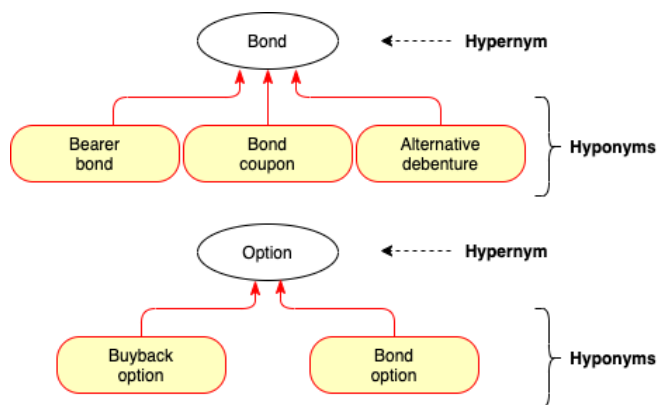 Bond
Hypernym
Bearer
bond
Bond
coupon
Alternative
debenture
Hyponyms
Option
Hypernym
Buyback
option
Bond
option
Hyponyms